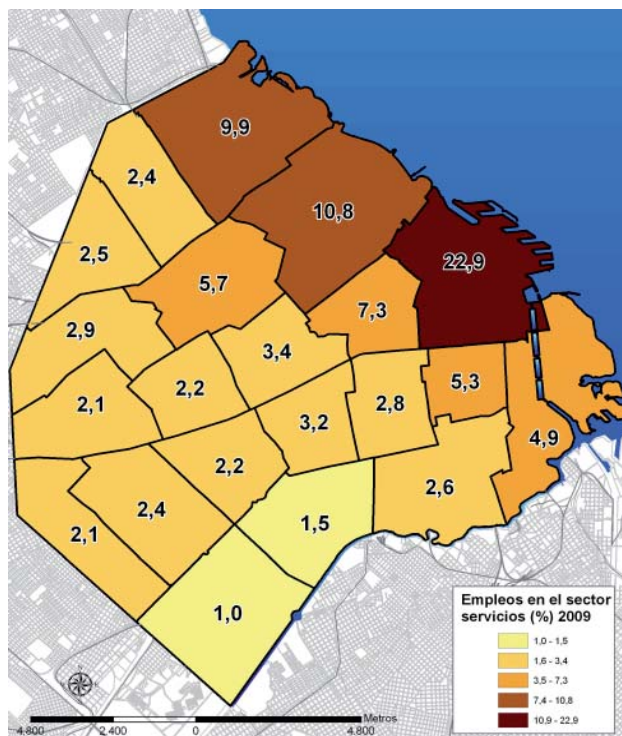 9,9
2,4
10,8
2,5
22,9
5,7
7,3
2,9
3,4
2,2
5,3
2,1
2,8
3,2
4,9
2,2
2,6
2,4
2,1
1,5
1,0
Empleos en el sector
servicios (%) 2009
1,0 - 1,5
1,6 - 3,4
3,5 - 7,3
7,4 - 10,8
10,9 - 22,9
Metros
4.800 2.400 0 4.800